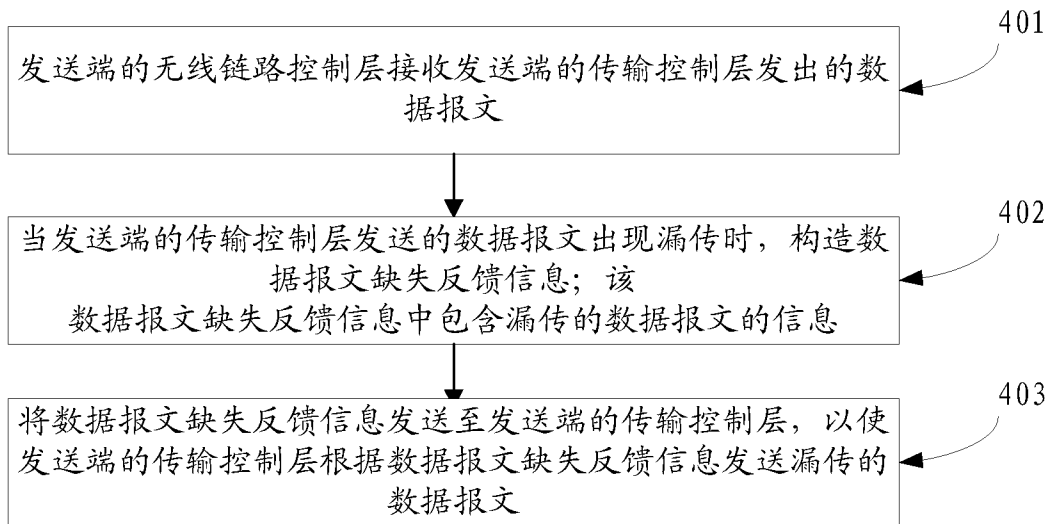 401
发送端的无线链路控制层接收发送端的传输控制层发出的数
据报文
402
当发送端的传输控制层发送的数据报文出现漏传时，构造数
据报文缺失反馈信息；该
数据报文缺失反馈信息中包含漏传的数据报文的信息
403
将数据报文缺失反馈信息发送至发送端的传输控制层，以使
发送端的传输控制层根据数据报文缺失反馈信息发送漏传的
数据报文